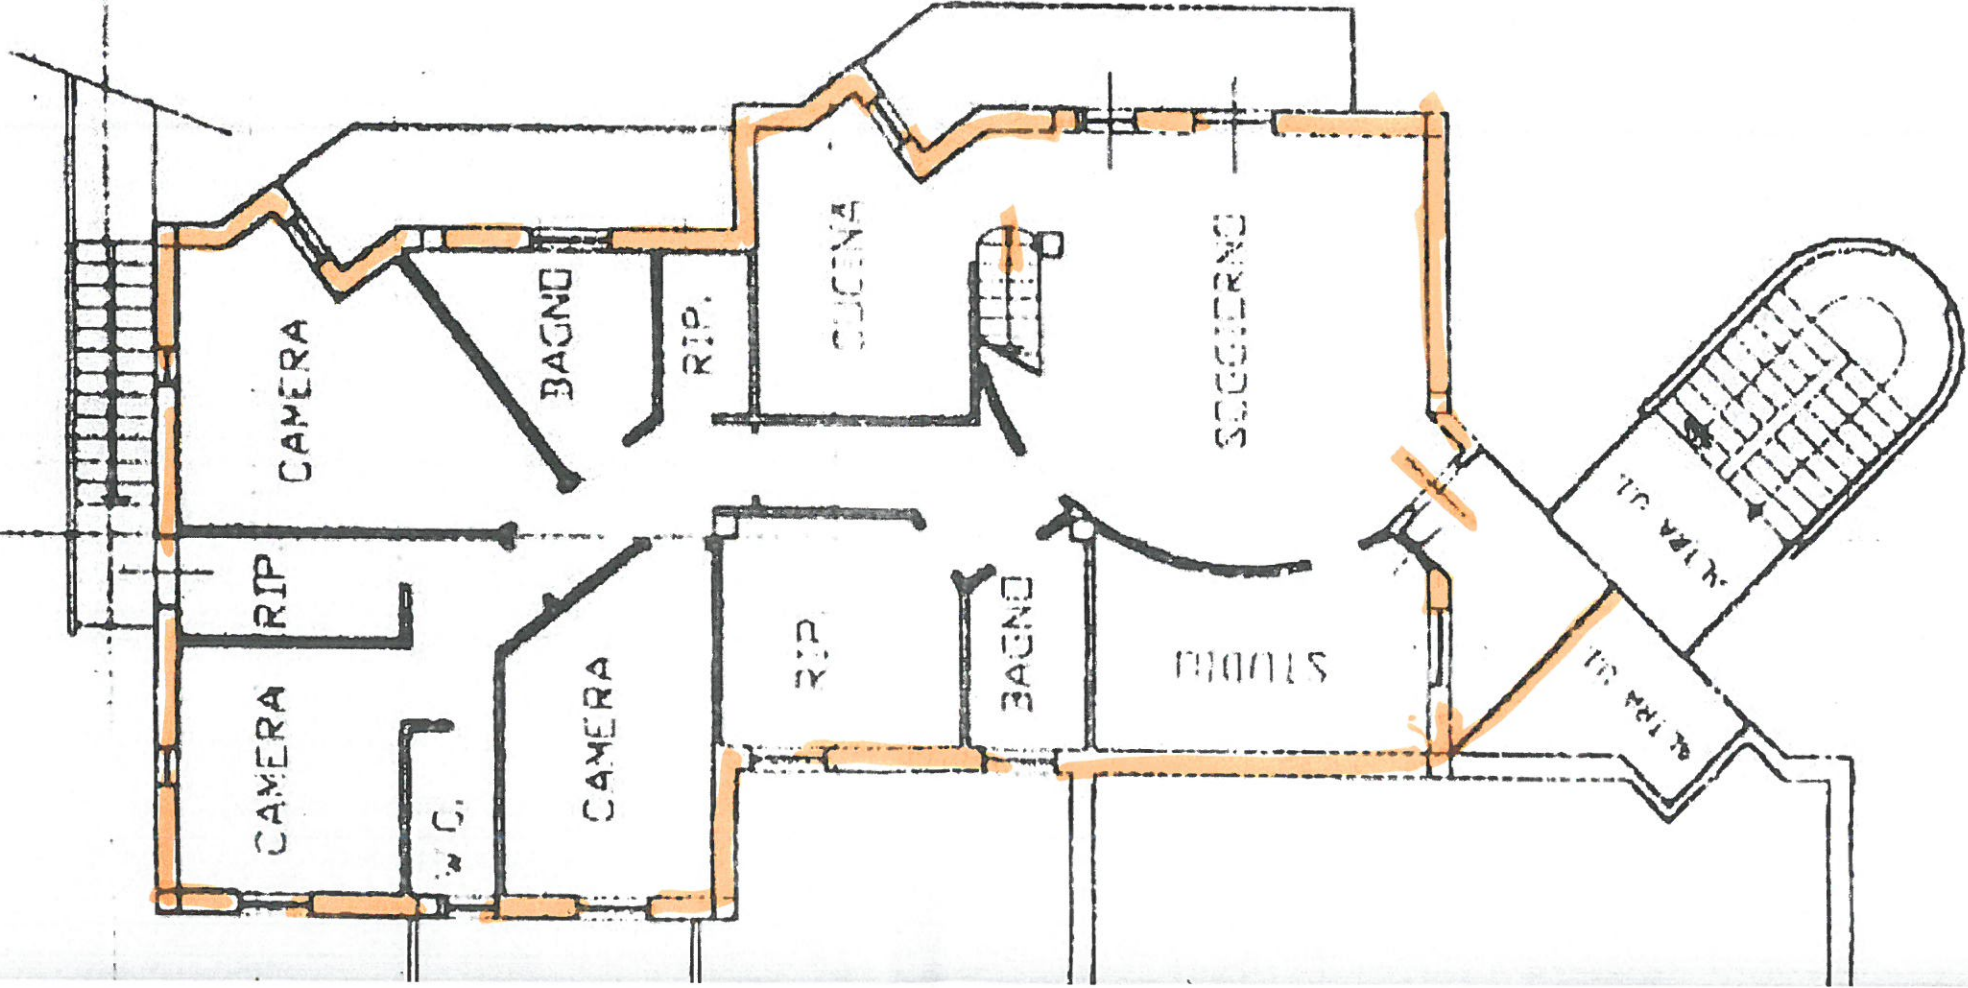 CAMERA
BAGNO
RIP.
CUCINA
SOGGIORNO
ALTRA U.I.
RIP
CAMERA
W.C.
CAMERA
RIP
BAGNO
STUDIO
ALTRA U.I.